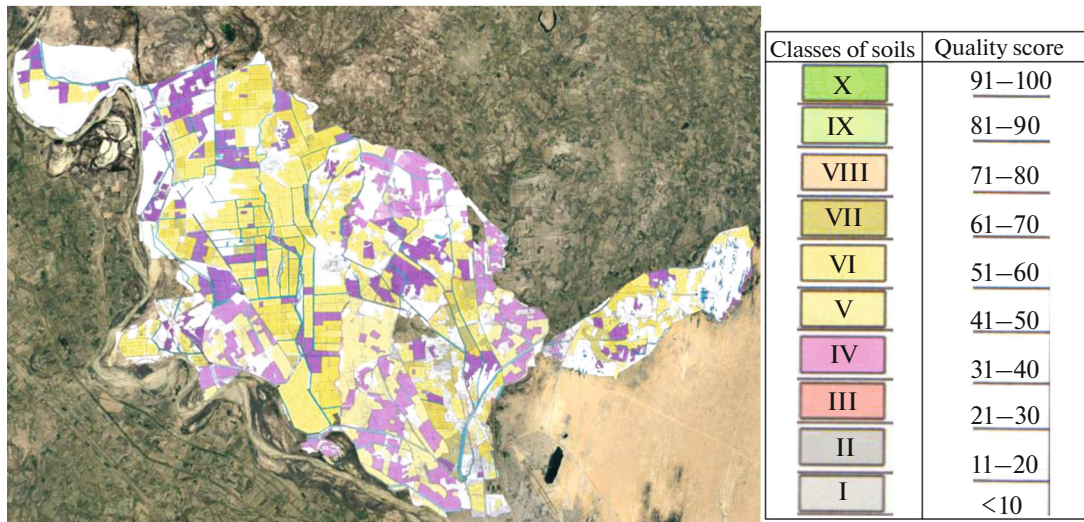 Classes of soils Quality score
X 91–100
IX 81–90
VIII 71–80
VII 61–70
VI 51–60
V 41–50
IV 31–40
III 21–30
II 11–20
I <10